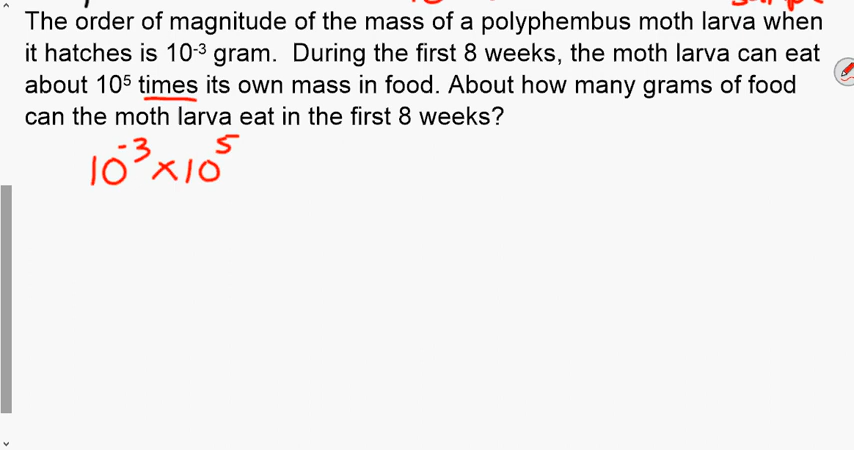 The order of magnitude of the mass of a polyphembus moth larva when
it hatches is 10⁻³ gram.  During the first 8 weeks, the moth larva can eat
about 10⁵ times its own mass in food. About how many grams of food
can the moth larva eat in the first 8 weeks?
10⁻³ × 10⁵